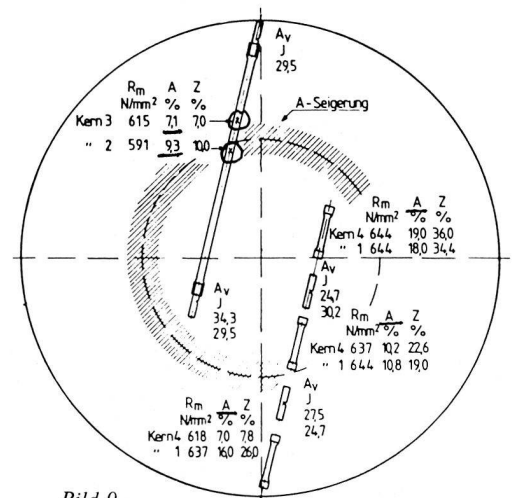 Av
J
29,5
Rm A Z
N/mm² % %
Kern 3 615 7,1 7,0
" 2 591 9,3 10,0
A-Seigerung
Rm A Z
N/mm² % %
Kern 4 644 19,0 36,0
" 1 644 18,0 34,4
Av
J
24,7
30,2
Av
J
34,3
29,5
Rm A Z
N/mm² % %
Kern 4 637 10,2 22,6
" 1 644 10,8 19,0
Av
J
27,5
24,7
Rm A Z
N/mm² % %
Kern 4 618 7,0 7,8
" 1 637 16,0 26,0
Bild 9